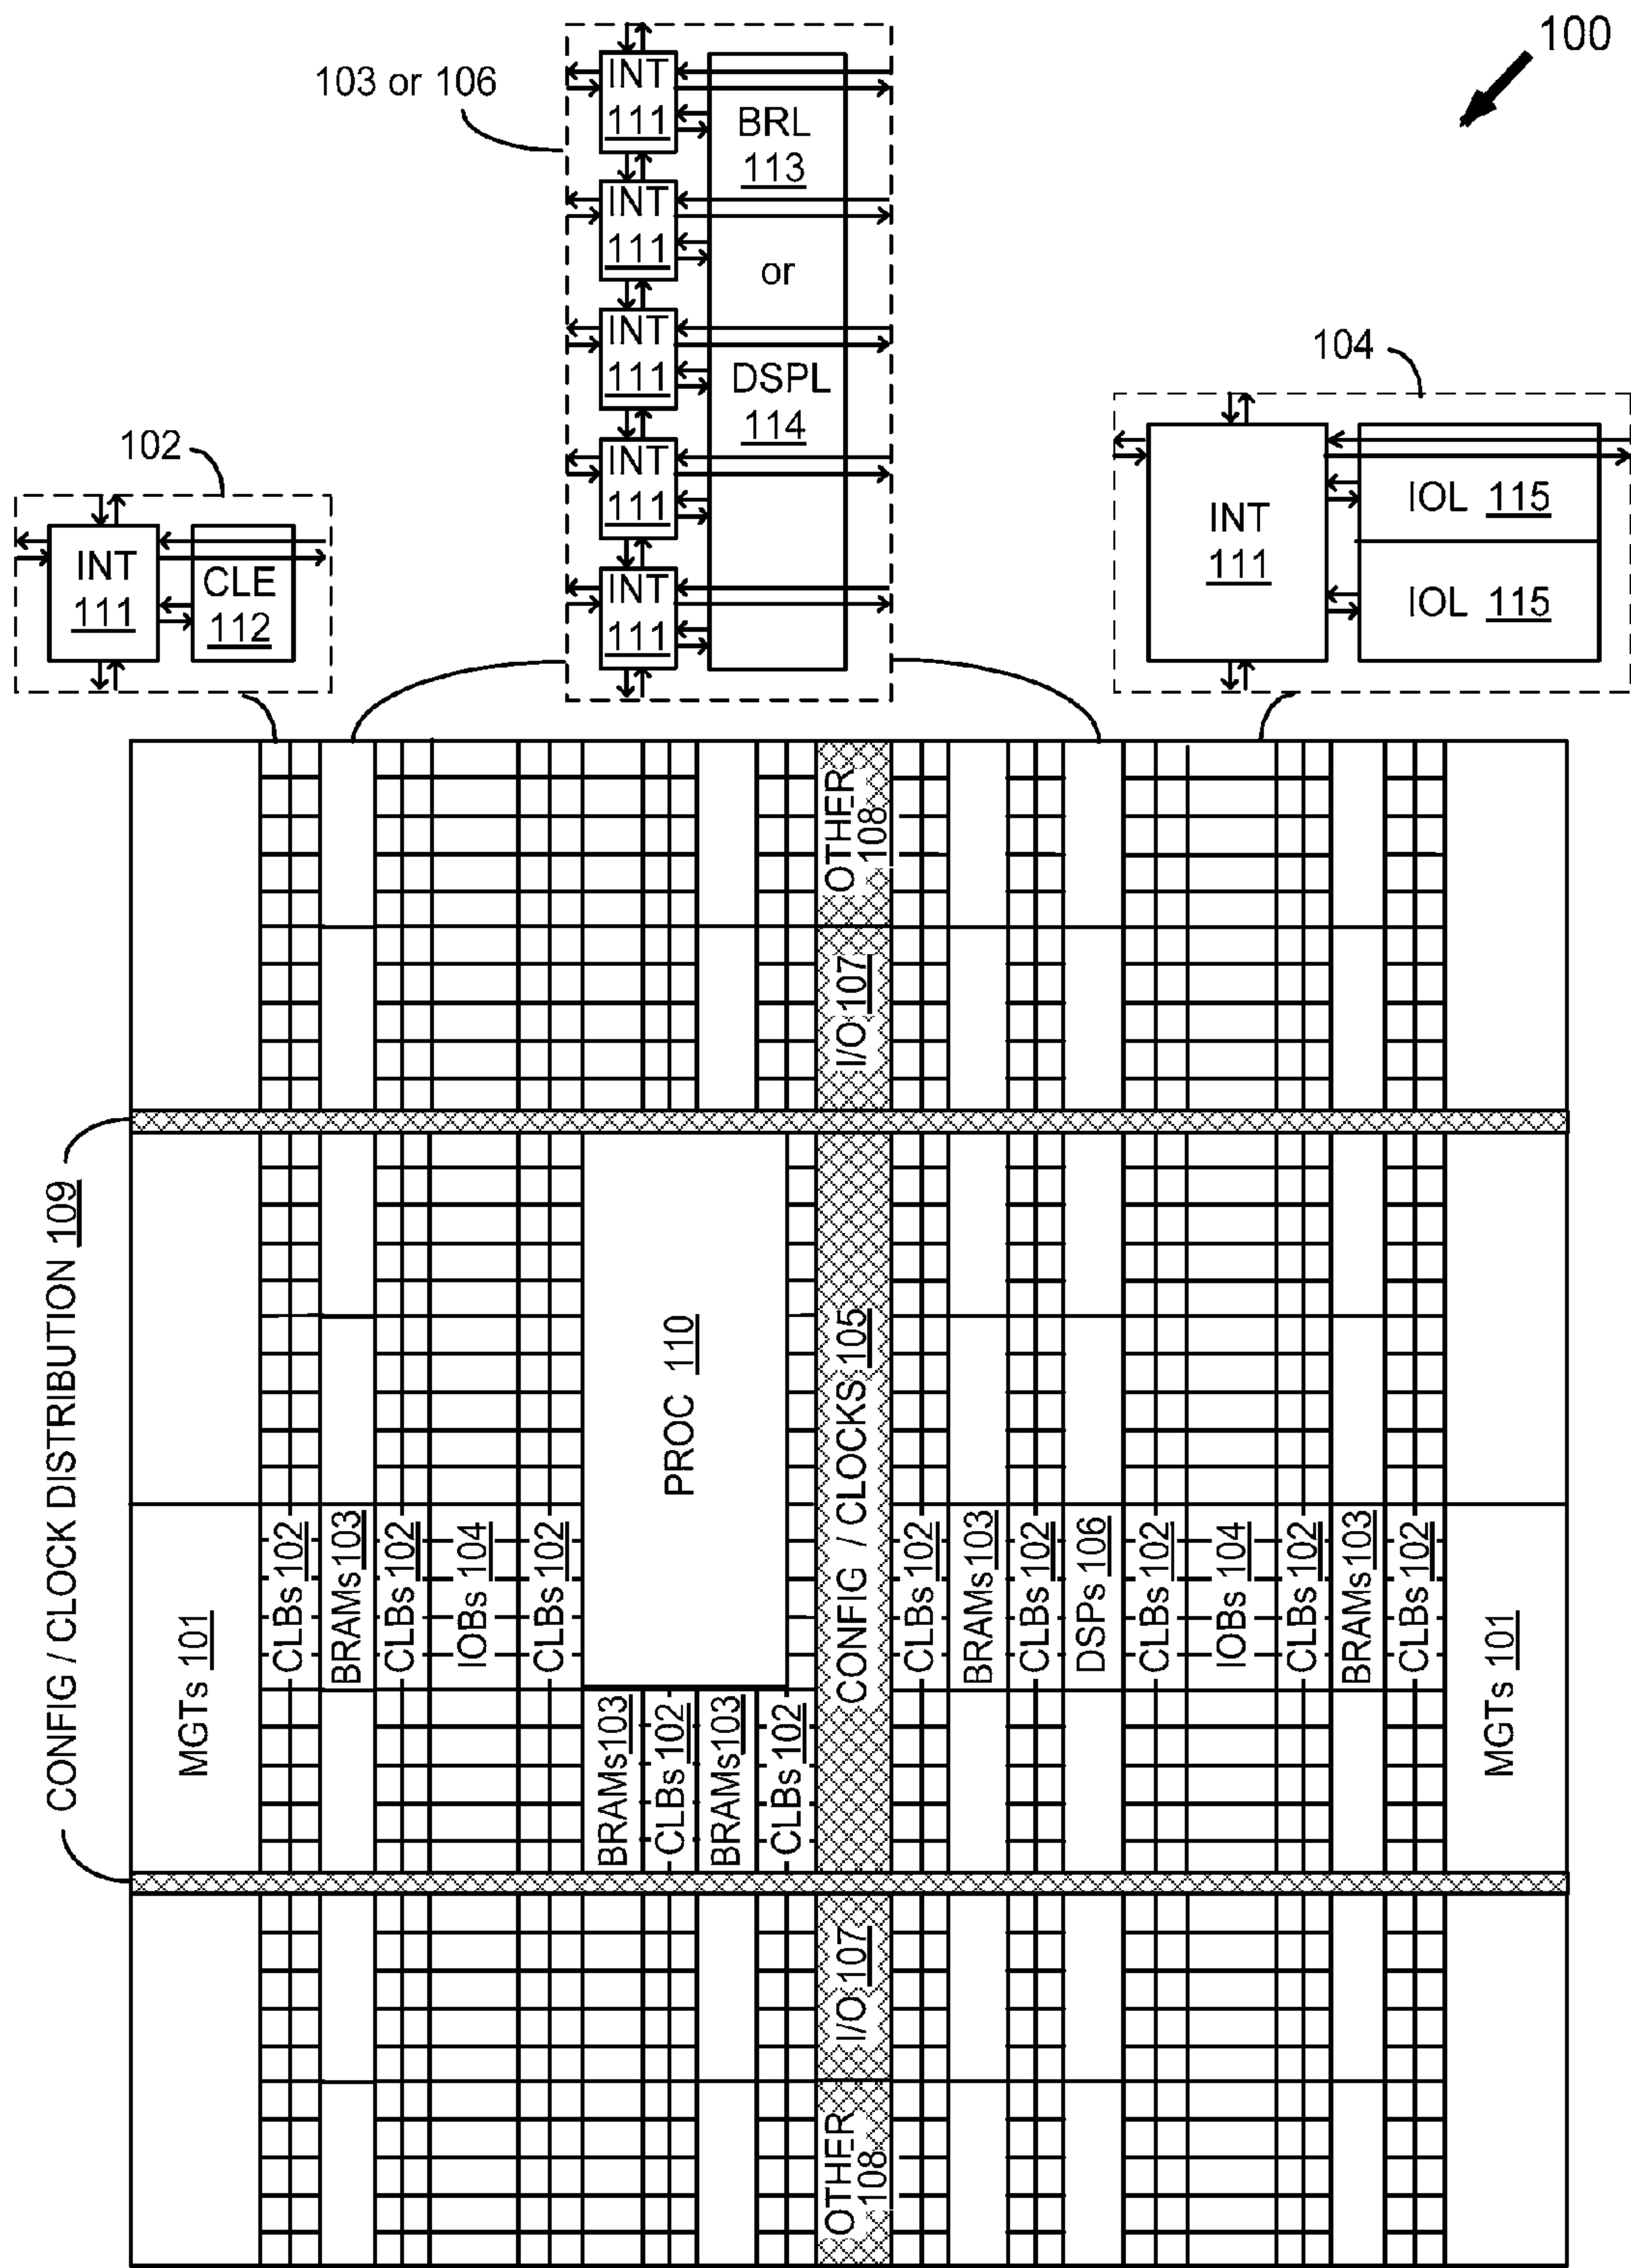 100
103 or 106
INT
111
INT
111
INT
111
INT
111
INT
111
BRL
113
or
DSPL
114
104
INT
111
IOL 115
IOL 115
102
INT
111
CLE
112
OTHER
108
I/O 107
CONFIG / CLOCK DISTRIBUTION 109
PROC 110
CONFIG / CLOCKS 105
MGTs 101
CLBs 102
BRAMs 103
CLBs 102
IOBs 104
CLBs 102
BRAMs 103
CLBs 102
BRAMs 103
CLBs 102
CLBs 102
BRAMs 103
CLBs 102
DSPs 106
CLBs 102
IOBs 104
CLBs 102
BRAMs 103
CLBs 102
MGTs 101
I/O 107
OTHER
108